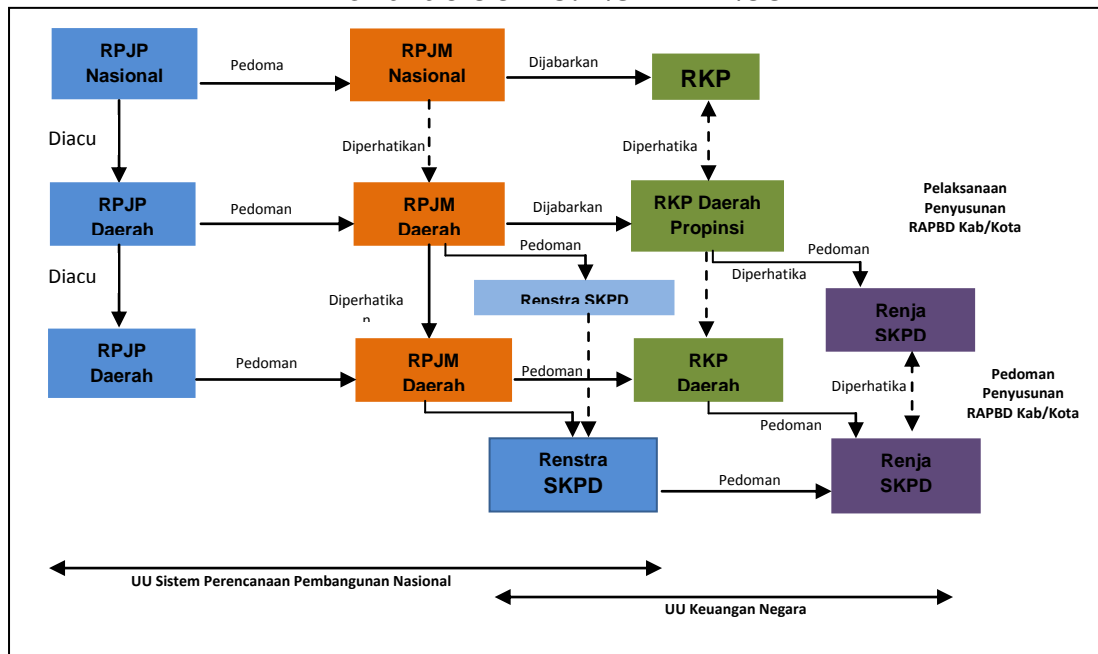 RPJP
Nasional
Pedoma
RPJM
Nasional
Dijabarkan
RKP
Diacu
Diperhatikan
Diperhatika
RPJP
Daerah
Pedoman
RPJM
Daerah
Dijabarkan
RKP Daerah
Propinsi
Pelaksanaan
Penyusunan
RAPBD Kab/Kota
Pedoman
Pedoman
Diperhatika
Diacu
Renstra SKPD
Diperhatika
n
Renja
SKPD
RPJP
Daerah
Pedoman
RPJM
Daerah
Pedoman
RKP
Daerah
Diperhatika
Pedoman
Penyusunan
RAPBD Kab/Kota
Pedoman
Renstra
SKPD
Pedoman
Renja
SKPD
UU Sistem Perencanaan Pembangunan Nasional
UU Keuangan Negara